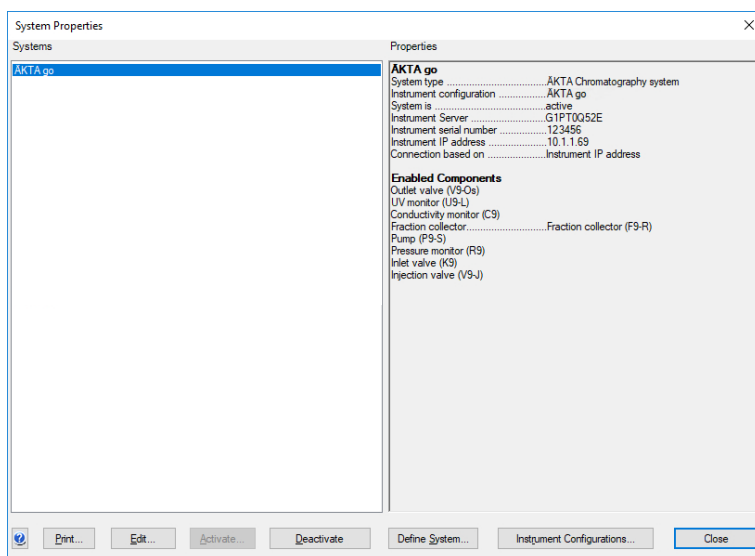 System Properties
Systems
Properties
ÄKTA go
ÄKTA go
System type ..................................ÄKTA Chromatography system
Instrument configuration ................ÄKTA go
System is ..............................................active
Instrument Server .........................G1PT0Q52E
Instrument serial number ................123456
Instrument IP address ...................10.1.1.69
Connection based on ....................Instrument IP address
Enabled Components
Outlet valve (V9-Os)
UV monitor (U9-L)
Conductivity monitor (C9)
Fraction collector...........................Fraction collector (F9-R)
Pump (P9-S)
Pressure monitor (R9)
Inlet valve (K9)
Injection valve (V9-J)
Print... Edit... Activate... Deactivate Define System... Instrument Configurations... Close